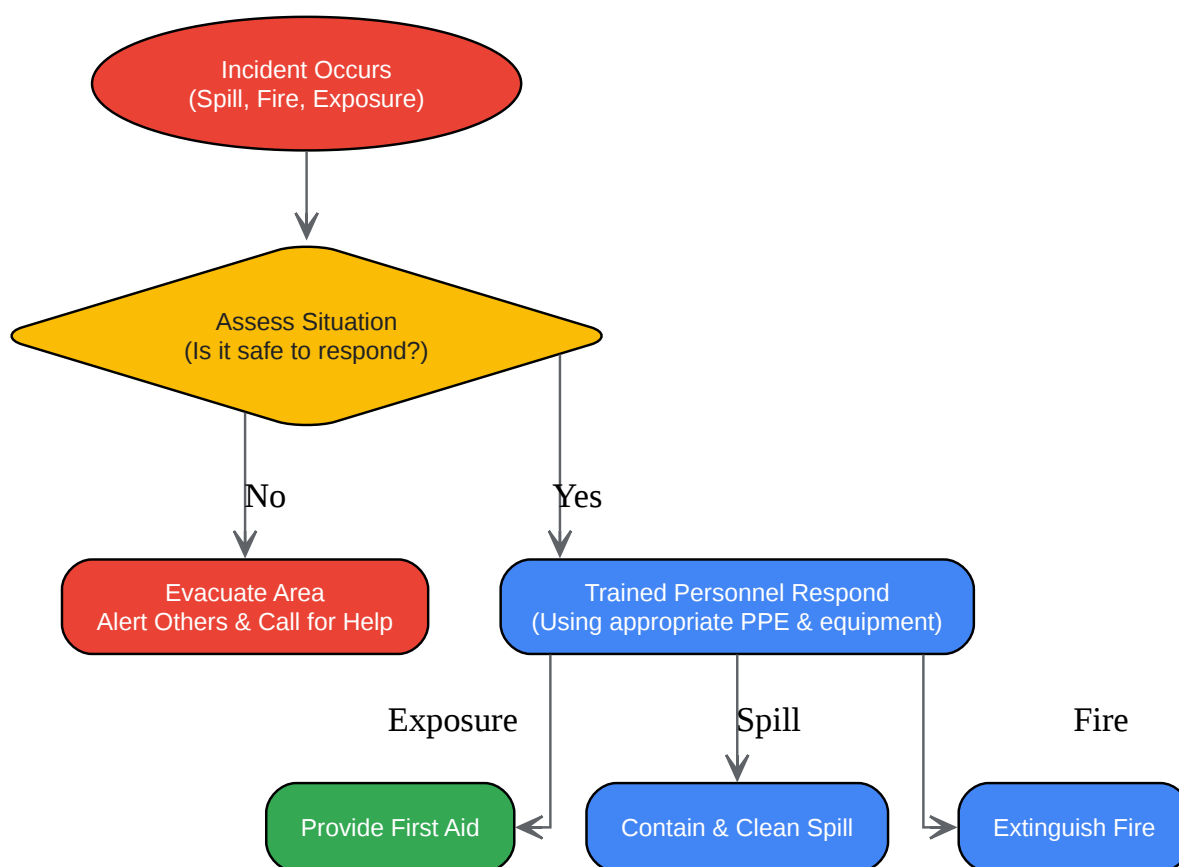 Incident Occurs
(Spill, Fire, Exposure)
Assess Situation
(Is it safe to respond?)
No
Yes
Evacuate Area
Alert Others & Call for Help
Trained Personnel Respond
(Using appropriate PPE & equipment)
Exposure
Spill
Fire
Provide First Aid
Contain & Clean Spill
Extinguish Fire